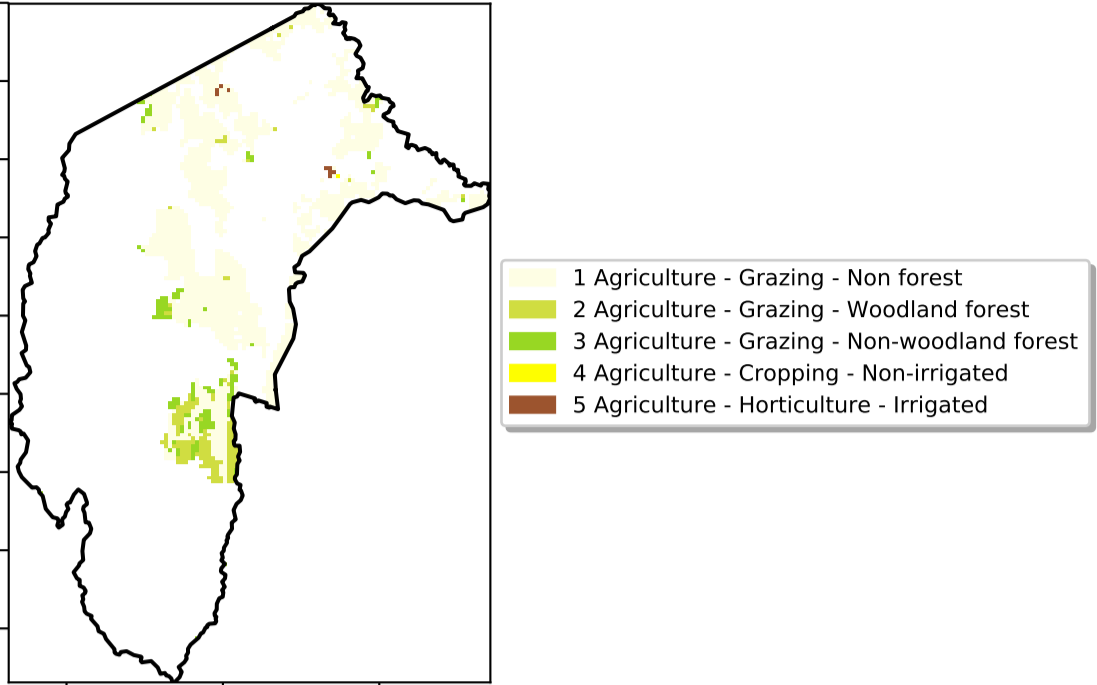 1 Agriculture - Grazing - Non forest
2 Agriculture - Grazing - Woodland forest
3 Agriculture - Grazing - Non-woodland forest
4 Agriculture - Cropping - Non-irrigated
5 Agriculture - Horticulture - Irrigated